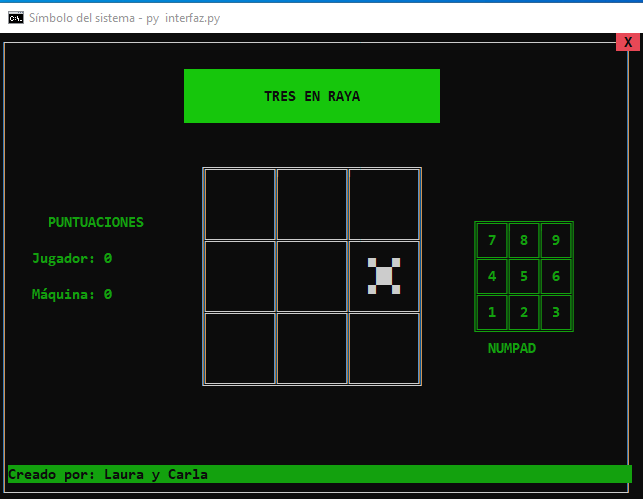 Símbolo del sistema - py  interfaz.py
X
TRES EN RAYA
PUNTUACIONES
Jugador: 0
Máquina: 0
7 8 9
4 5 6
1 2 3
NUMPAD
Creado por: Laura y Carla